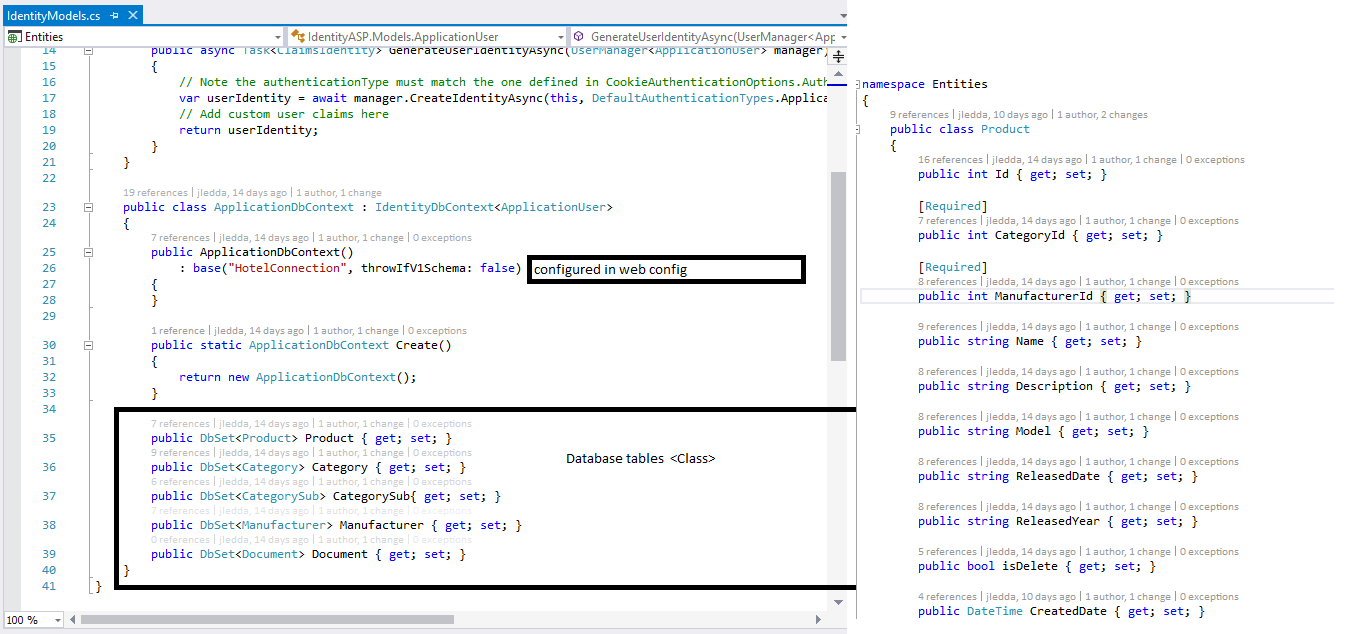 IdentityModels.cs
Entities
IdentityASP.Models.ApplicationUser
GenerateUserIdentityAsync(UserManager<App
14 public async Task<ClaimsIdentity> GenerateUserIdentityAsync(UserManager<ApplicationUser> manager)
15 {
16 // Note the authenticationType must match the one defined in CookieAuthenticationOptions.Auth
17 var userIdentity = await manager.CreateIdentityAsync(this, DefaultAuthenticationTypes.Applica
18 // Add custom user claims here
19 return userIdentity;
20 }
21 }
22
19 references | jledda, 14 days ago | 1 author, 1 change
23 public class ApplicationDbContext : IdentityDbContext<ApplicationUser>
24 {
7 references | jledda, 14 days ago | 1 author, 1 change | 0 exceptions
25 public ApplicationDbContext()
26 : base("HotelConnection", throwIfV1Schema: false)
configured in web config
27 {
28 }
29
1 reference | jledda, 14 days ago | 1 author, 1 change | 0 exceptions
30 public static ApplicationDbContext Create()
31 {
32 return new ApplicationDbContext();
33 }
34
7 references | jledda, 14 days ago | 1 author, 1 change | 0 exceptions
35 public DbSet<Product> Product { get; set; }
9 references | jledda, 14 days ago | 1 author, 1 change | 0 exceptions
Database tables <Class>
36 public DbSet<Category> Category { get; set; }
6 references | jledda, 14 days ago | 1 author, 1 change | 0 exceptions
37 public DbSet<CategorySub> CategorySub{ get; set; }
7 references | jledda, 14 days ago | 1 author, 1 change | 0 exceptions
38 public DbSet<Manufacturer> Manufacturer { get; set; }
0 references | jledda, 14 days ago | 1 author, 1 change | 0 exceptions
39 public DbSet<Document> Document { get; set; }
40 }
41 }
100 %
namespace Entities
{
9 references | jledda, 10 days ago | 1 author, 2 changes
public class Product
{
16 references | jledda, 14 days ago | 1 author, 1 change | 0 exceptions
public int Id { get; set; }
[Required]
7 references | jledda, 14 days ago | 1 author, 1 change | 0 exceptions
public int CategoryId { get; set; }
[Required]
8 references | jledda, 14 days ago | 1 author, 1 change | 0 exceptions
public int ManufacturerId { get; set; }
9 references | jledda, 14 days ago | 1 author, 1 change | 0 exceptions
public string Name { get; set; }
8 references | jledda, 14 days ago | 1 author, 1 change | 0 exceptions
public string Description { get; set; }
8 references | jledda, 14 days ago | 1 author, 1 change | 0 exceptions
public string Model { get; set; }
8 references | jledda, 14 days ago | 1 author, 1 change | 0 exceptions
public string ReleasedDate { get; set; }
8 references | jledda, 14 days ago | 1 author, 1 change | 0 exceptions
public string ReleasedYear { get; set; }
5 references | jledda, 14 days ago | 1 author, 1 change | 0 exceptions
public bool isDelete { get; set; }
4 references | jledda, 10 days ago | 1 author, 1 change | 0 exceptions
public DateTime CreatedDate { get; set; }